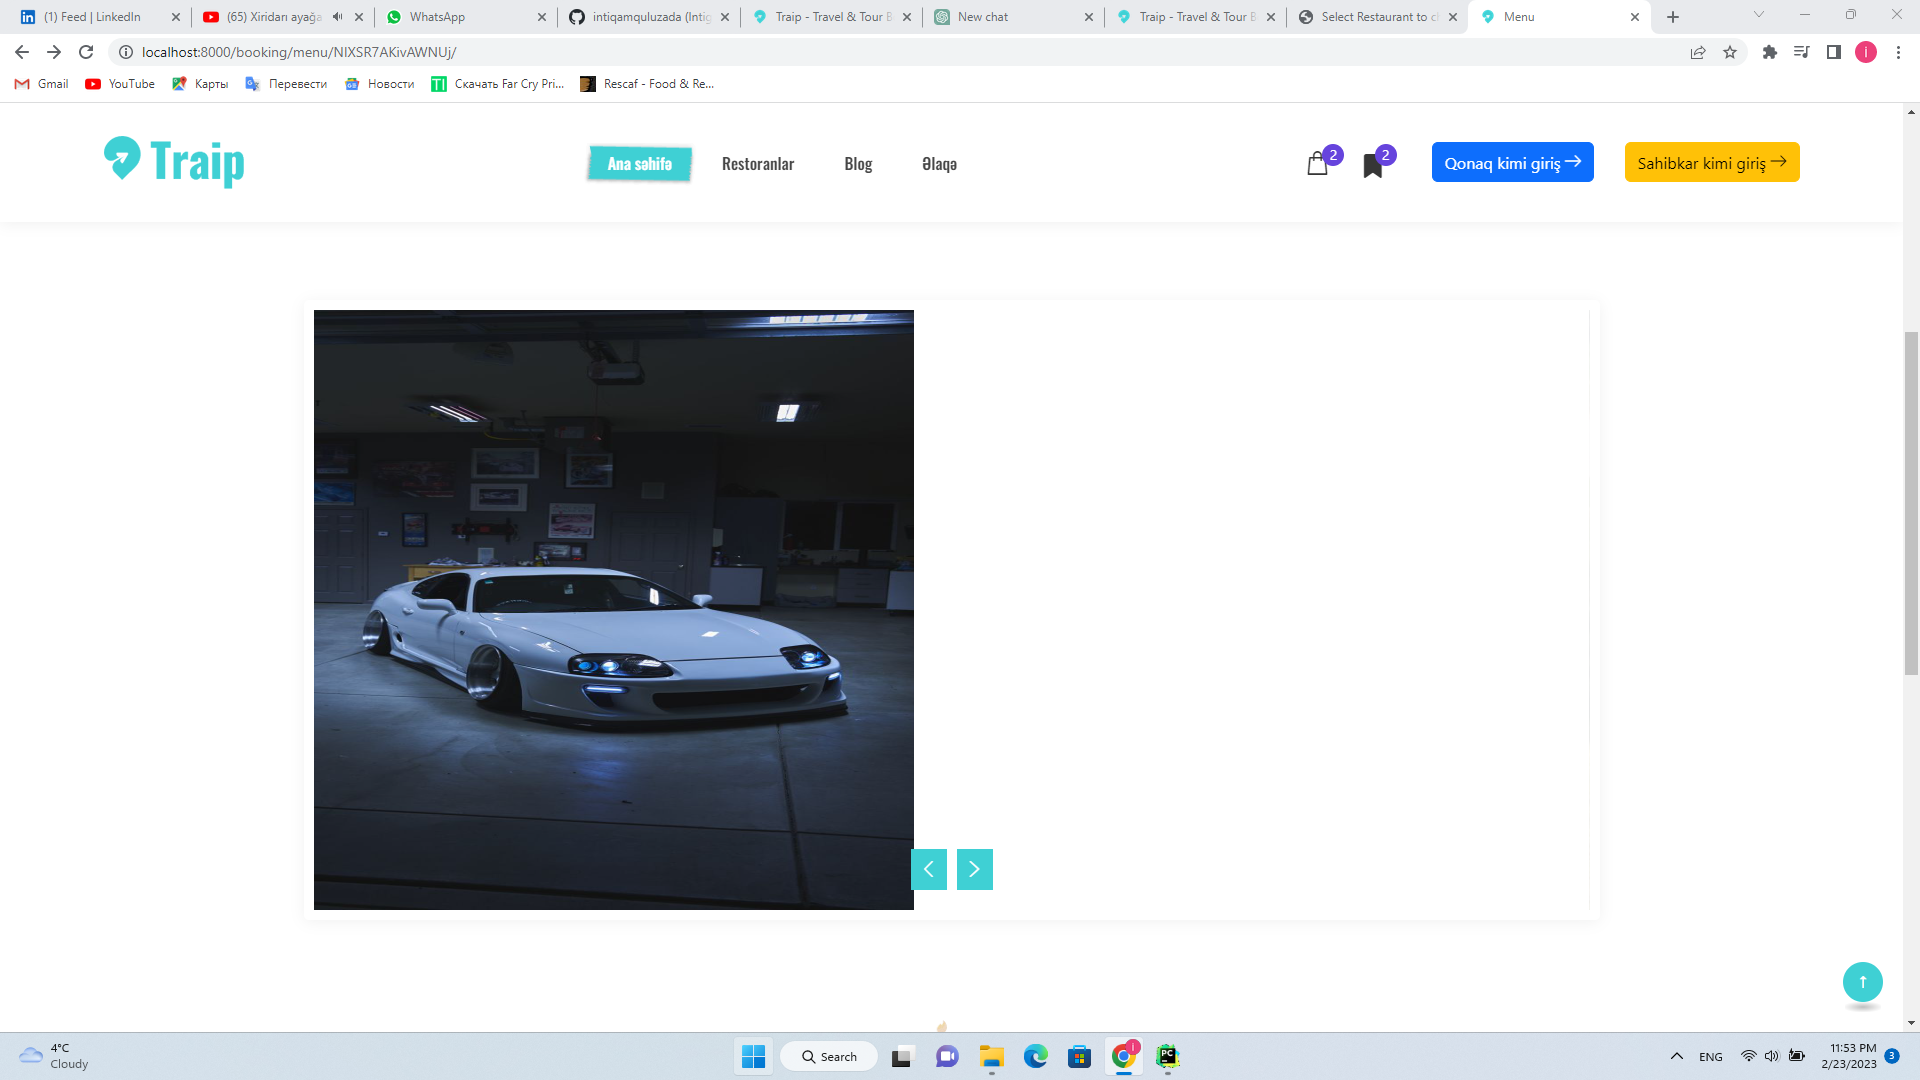 (1) Feed | LinkedIn
(65) Xiridan ayağa
WhatsApp
intiqamquluzada (Intiq
Traip - Travel & Tour B
New chat
Traip - Travel & Tour B
Select Restaurant to c
Menu
localhost:8000/booking/menu/NIXSR7AKivAWNUj/
i
Gmail
YouTube
Карты
Перевести
Новости
TI
Скачать Far Cry Pri...
Rescaf - Food & Re...
Traip
Ana səhifə
Restoranlar
Blog
Əlaqə
2
2
Qonaq kimi giriş
Sahibkar kimi giriş
4°C
Cloudy
Search
PC
ENG
11:53 PM
2/23/2023
3